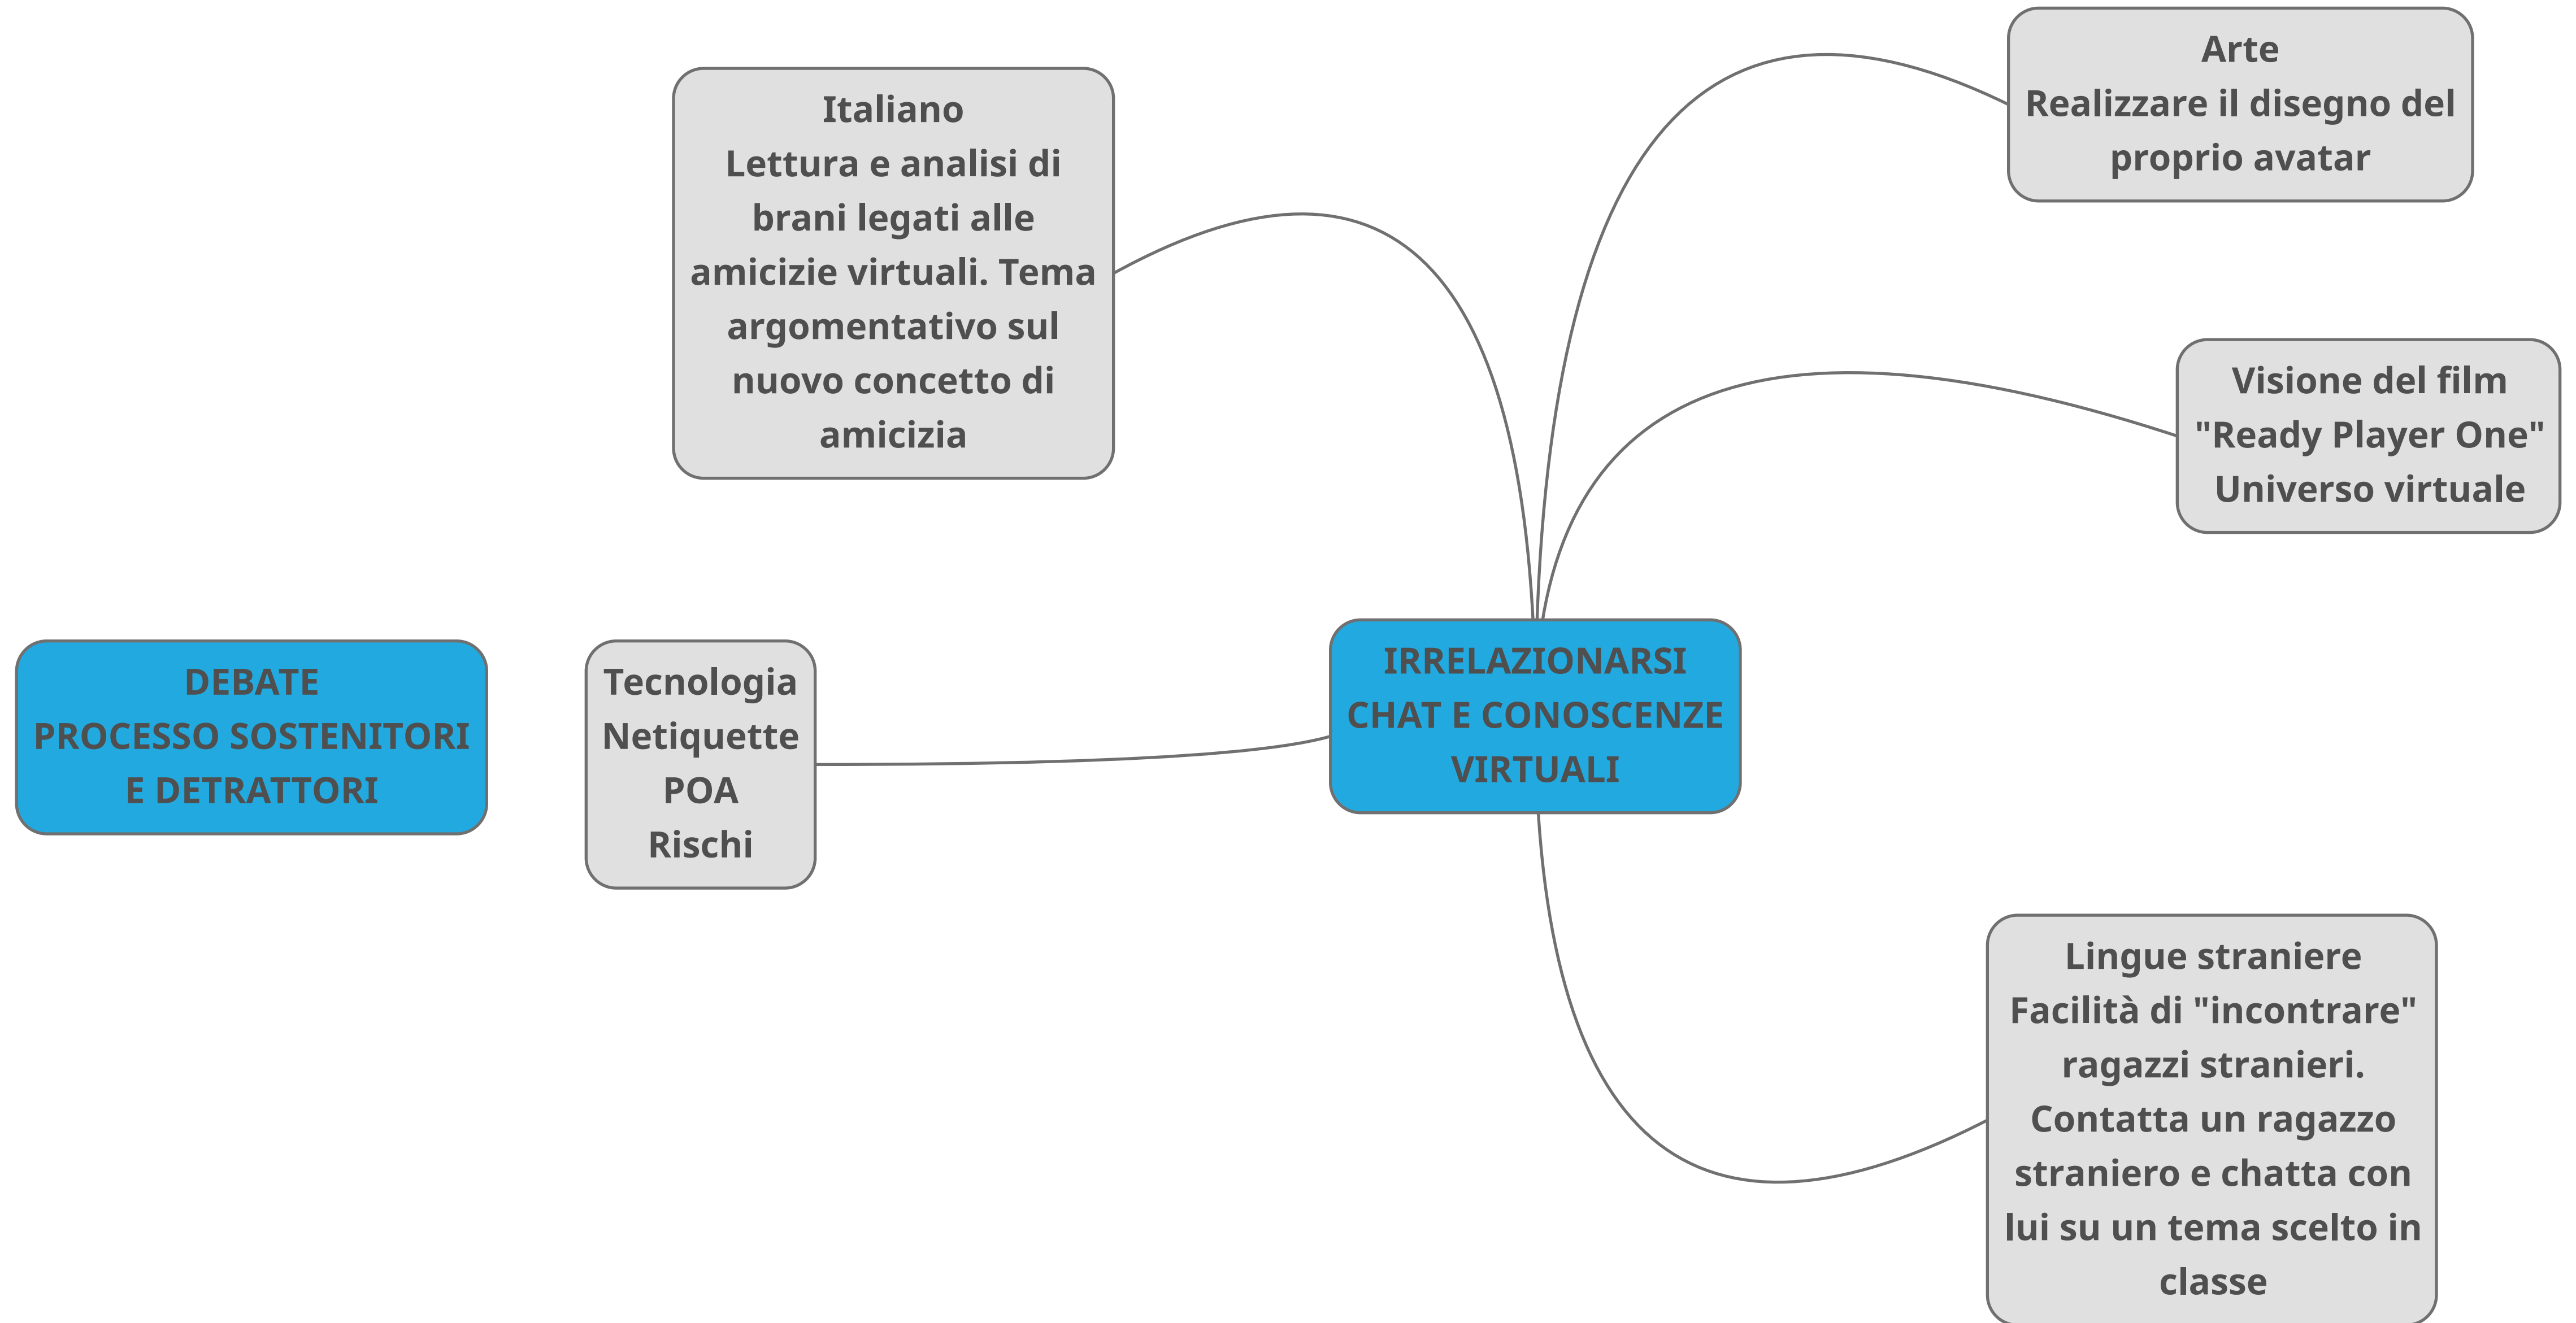 Arte
Realizzare il disegno del
proprio avatar
Italiano
Lettura e analisi di
brani legati alle
amicizie virtuali. Tema
argomentativo sul
nuovo concetto di
amicizia
Visione del film
"Ready Player One"
Universo virtuale
IRRELAZIONARSI
CHAT E CONOSCENZE
VIRTUALI
DEBATE
PROCESSO SOSTENITORI
E DETRATTORI
Tecnologia
Netiquette
POA
Rischi
Lingue straniere
Facilità di "incontrare"
ragazzi stranieri.
Contatta un ragazzo
straniero e chatta con
lui su un tema scelto in
classe